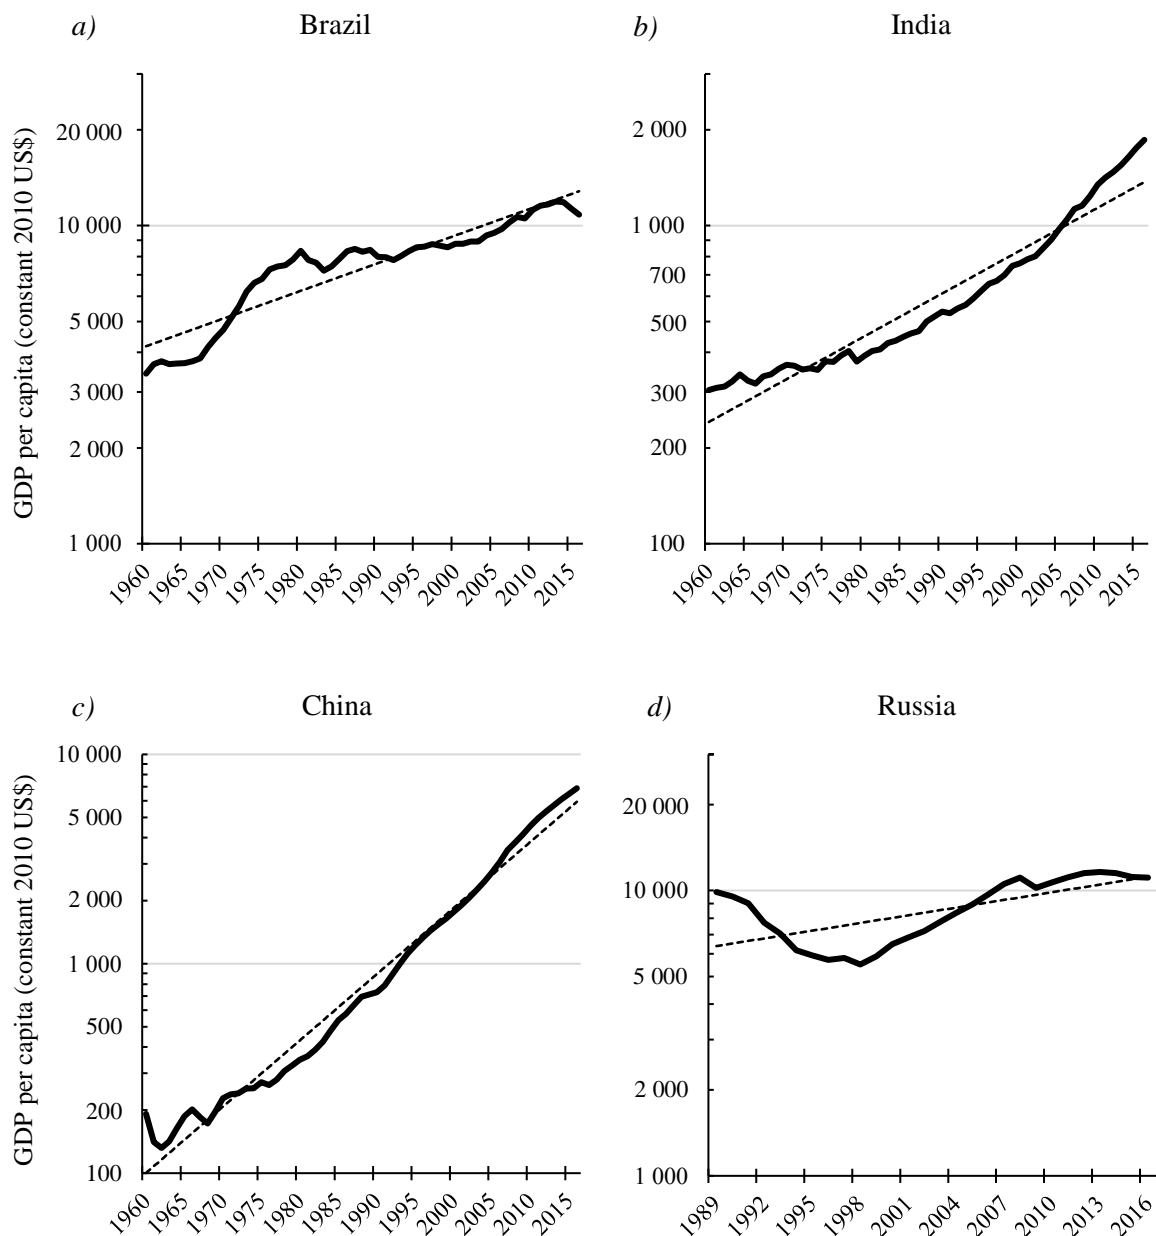 a) Brazil
GDP per capita (constant 2010 US$)
20 000
10 000
5 000
3 000
2 000
1 000
1960 1965 1970 1975 1980 1985 1990 1995 2000 2005 2010 2015
b) India
2 000
1 000
700
500
300
200
100
1960 1965 1970 1975 1980 1985 1990 1995 2000 2005 2010 2015
c) China
GDP per capita (constant 2010 US$)
10 000
5 000
2 000
1 000
500
200
100
1960 1965 1970 1975 1980 1985 1990 1995 2000 2005 2010 2015
d) Russia
20 000
10 000
5 000
2 000
1 000
1989 1992 1995 1998 2001 2004 2007 2010 2013 2016